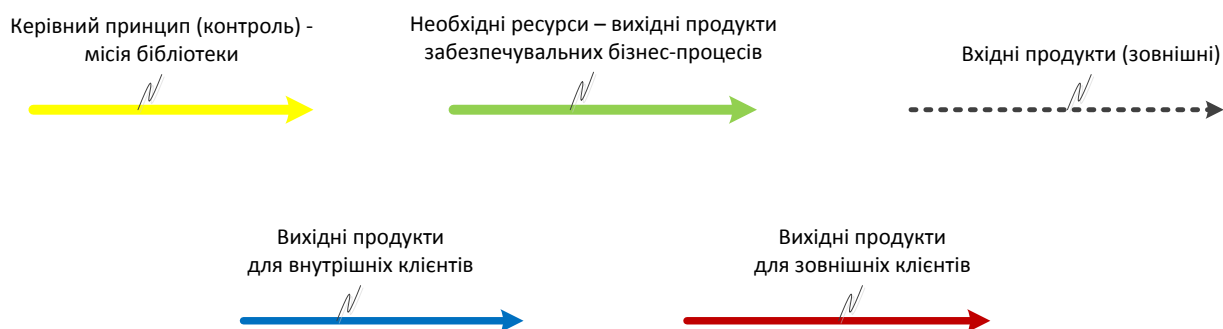 Керівний принцип (контроль) -
місія бібліотеки
Необхідні ресурси – вихідні продукти
забезпечувальних бізнес-процесів
Вхідні продукти (зовнішні)
Вихідні продукти
для внутрішніх клієнтів
Вихідні продукти
для зовнішніх клієнтів